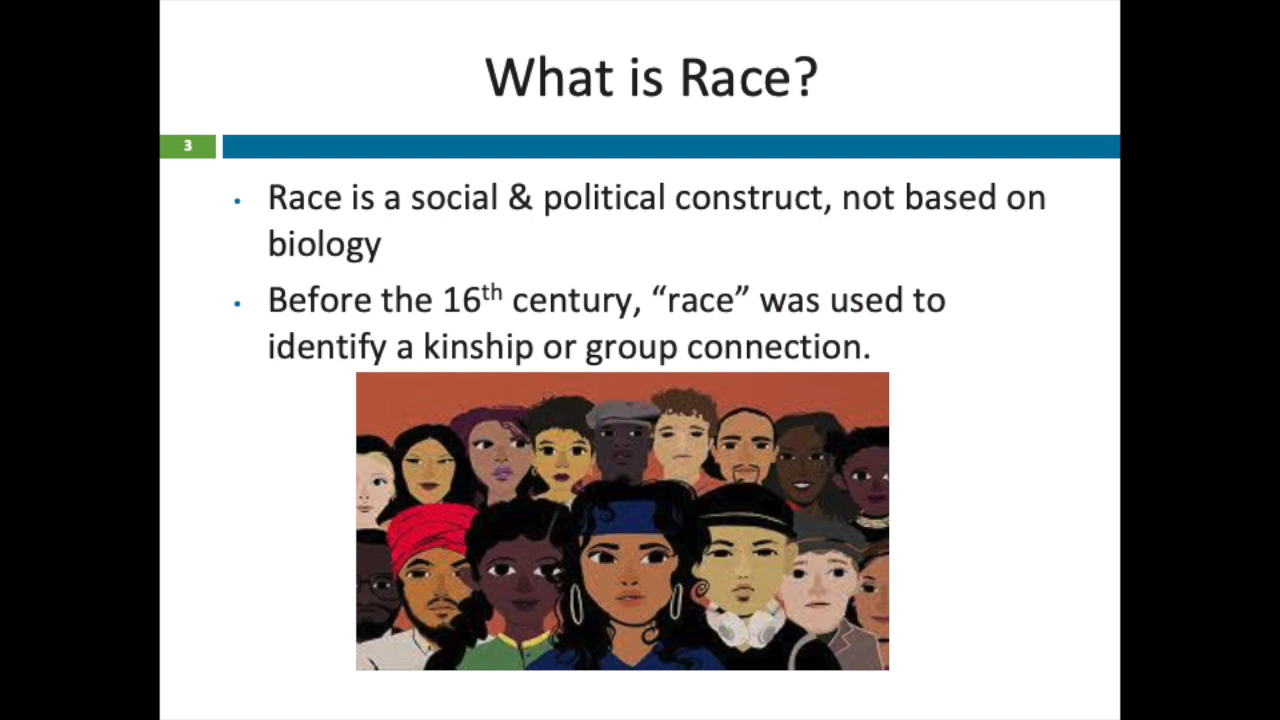 What is Race?
3
• Race is a social & political construct, not based on
biology
• Before the 16th century, “race” was used to
identify a kinship or group connection.